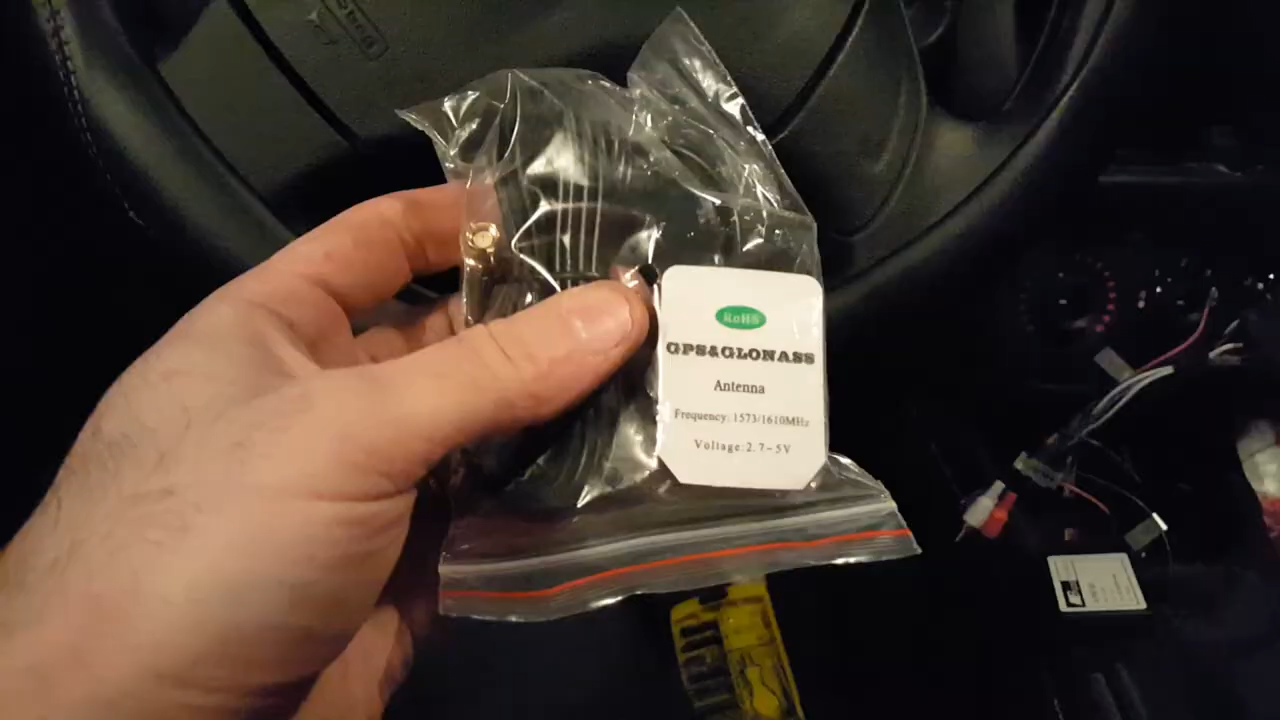 RoHS
GPS&GLONASS
Antenna
Frequency: 1573/1610MHz
Voltage:2.7-5V